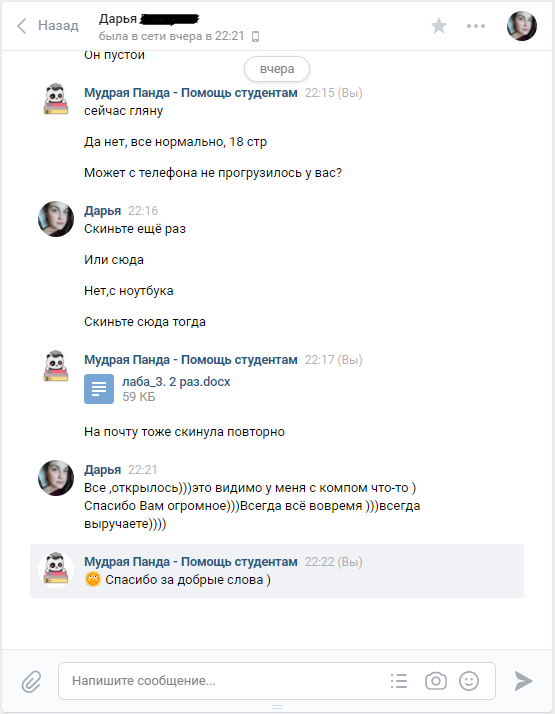 Назад
Дарья
была в сети вчера в 22:21
Он пустой
вчера
Мудрая Панда - Помощь студентам 22:15 (Вы)
сейчас гляну
Да нет, все нормально, 18 стр
Может с телефона не прогрузилось у вас?
Дарья 22:16
Скиньте ещё раз
Или сюда
Нет,с ноутбука
Скиньте сюда тогда
Мудрая Панда - Помощь студентам 22:17 (Вы)
лаба_3. 2 раз.docx
59 КБ
На почту тоже скинула повторно
Дарья 22:21
Все ,открылось)))это видимо у меня с компом что-то )
Спасибо Вам огромное)))Всегда всё вовремя )))всегда
выручаете))))
Мудрая Панда - Помощь студентам 22:22 (Вы)
Спасибо за добрые слова )
Напишите сообщение...